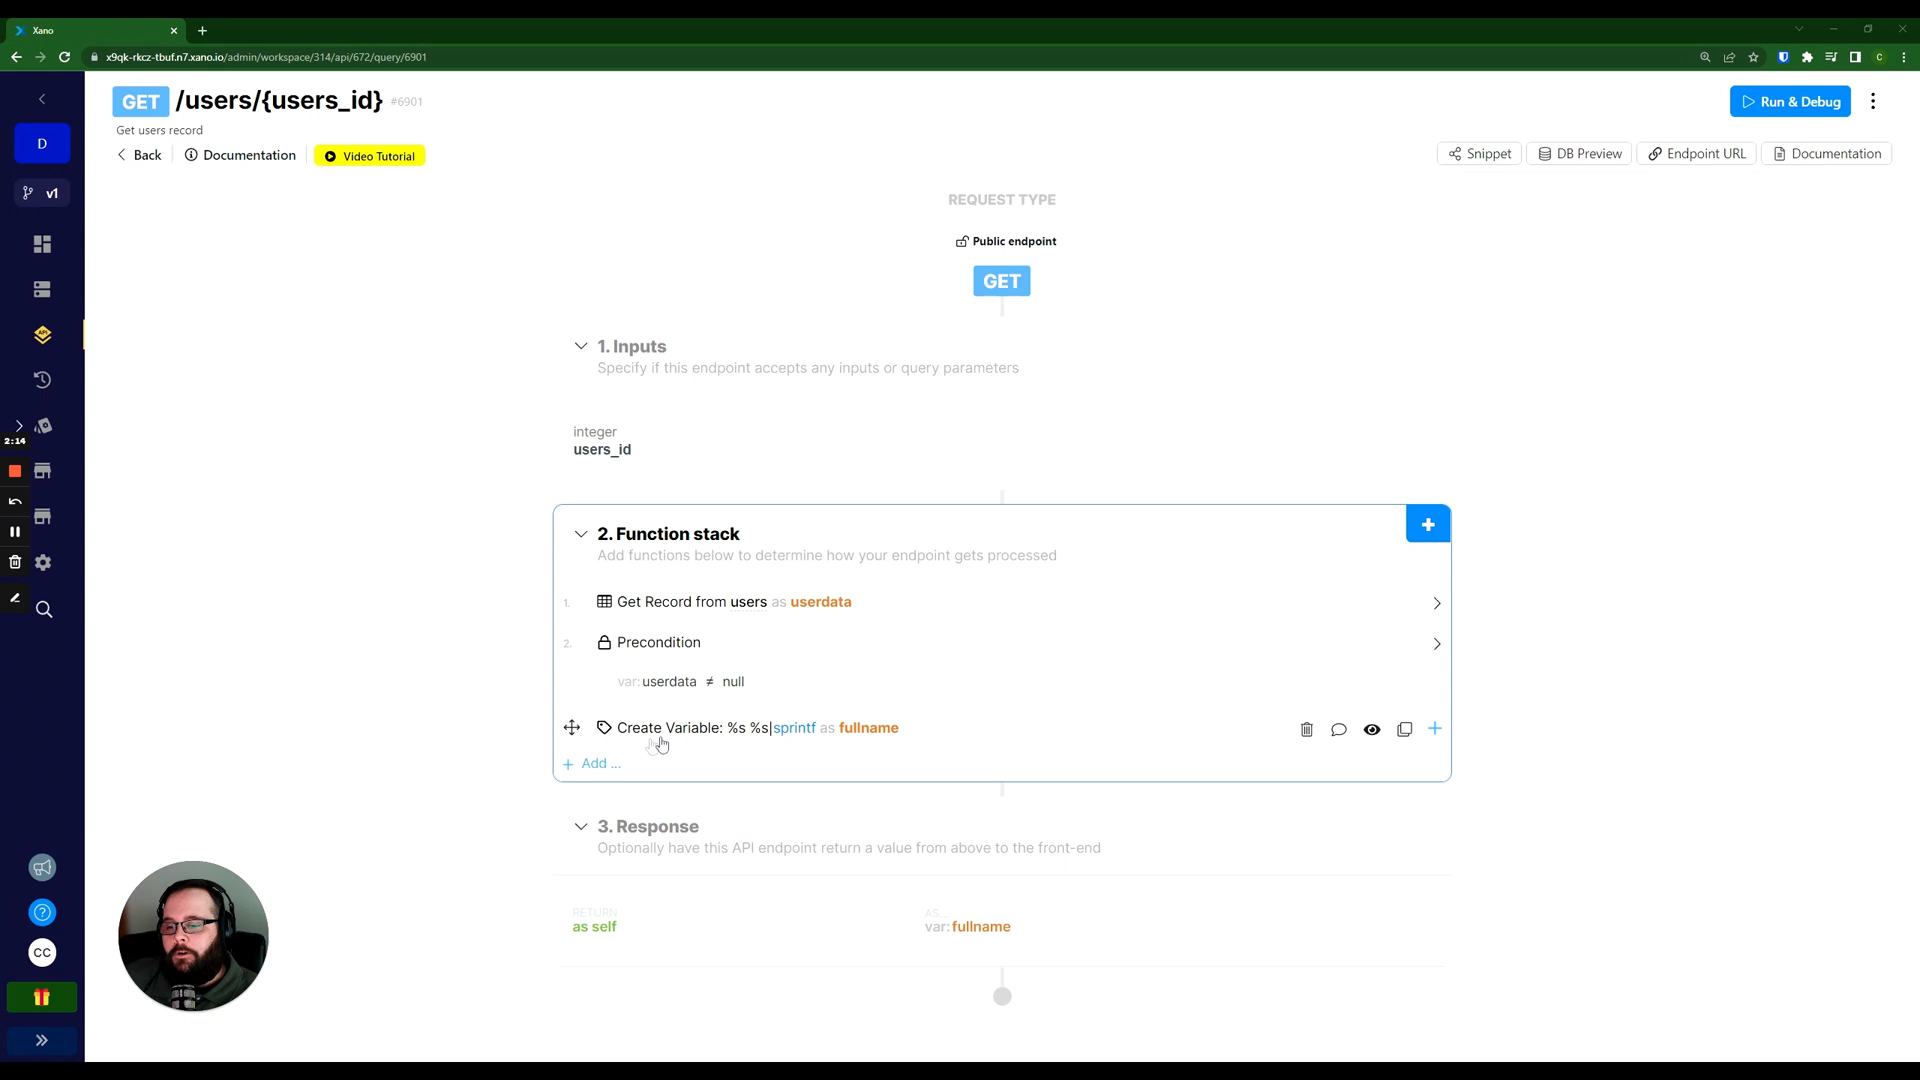 Xano
x9qk-rkcz-tbuf.n7.xano.io/admin/workspace/314/api/672/query/6901
C
D
v1
API
2:14
CC
GET /users/{users_id} #6901
Run & Debug
Get users record
Back
Documentation
Video Tutorial
Snippet
DB Preview
Endpoint URL
Documentation
REQUEST TYPE
Public endpoint
GET
1. Inputs
Specify if this endpoint accepts any inputs or query parameters
integer
users_id
2. Function stack
Add functions below to determine how your endpoint gets processed
1. Get Record from users as userdata
2. Precondition
var: userdata ≠ null
Create Variable: %s %s|sprintf as fullname
+ Add ...
3. Response
Optionally have this API endpoint return a value from above to the front-end
RETURN AS...
as self var: fullname